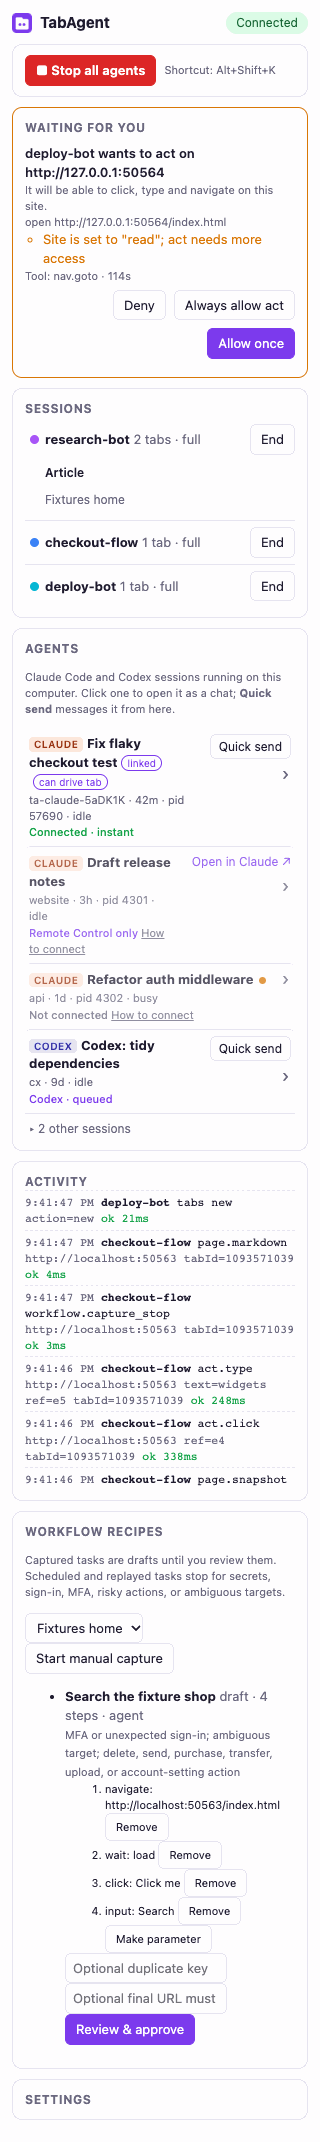 TabAgent
Connected
Stop all agents
Shortcut: Alt+Shift+K
WAITING FOR YOU
deploy-bot wants to act on
http://127.0.0.1:50564
It will be able to click, type and navigate on this
site.
open http://127.0.0.1:50564/index.html
Site is set to "read"; act needs more
access
Tool: nav.goto · 114s
Deny
Always allow act
Allow once
SESSIONS
research-bot 2 tabs · full
End
Article
Fixtures home
checkout-flow 1 tab · full
End
deploy-bot 1 tab · full
End
AGENTS
Claude Code and Codex sessions running on this
computer. Click one to open it as a chat; Quick
send messages it from here.
CLAUDE Fix flaky
checkout test linked
can drive tab
Quick send
›
ta-claude-5aDK1K · 42m · pid
57690 · idle
Connected · instant
CLAUDE Draft release
notes
Open in Claude ↗
›
website · 3h · pid 4301 ·
idle
Remote Control only How
to connect
CLAUDE Refactor auth middleware
›
api · 1d · pid 4302 · busy
Not connected How to connect
CODEX Codex: tidy
dependencies
Quick send
›
cx · 9d · idle
Codex · queued
▸ 2 other sessions
ACTIVITY
9:41:47 PM deploy-bot tabs new
action=new ok 21ms
9:41:47 PM checkout-flow page.markdown
http://localhost:50563 tabId=1093571039
ok 4ms
9:41:47 PM checkout-flow
workflow.capture_stop
http://localhost:50563 tabId=1093571039
ok 3ms
9:41:46 PM checkout-flow act.type
http://localhost:50563 text=widgets
ref=e5 tabId=1093571039 ok 248ms
9:41:46 PM checkout-flow act.click
http://localhost:50563 ref=e4
tabId=1093571039 ok 338ms
9:41:46 PM checkout-flow page.snapshot
WORKFLOW RECIPES
Captured tasks are drafts until you review them.
Scheduled and replayed tasks stop for secrets,
sign-in, MFA, risky actions, or ambiguous targets.
Fixtures home
Start manual capture
• Search the fixture shop draft · 4
steps · agent
MFA or unexpected sign-in; ambiguous
target; delete, send, purchase, transfer,
upload, or account-setting action
1. navigate:
http://localhost:50563/index.html
Remove
2. wait: load Remove
3. click: Click me Remove
4. input: Search Remove
Make parameter
Optional duplicate key
Optional final URL must
Review & approve
SETTINGS